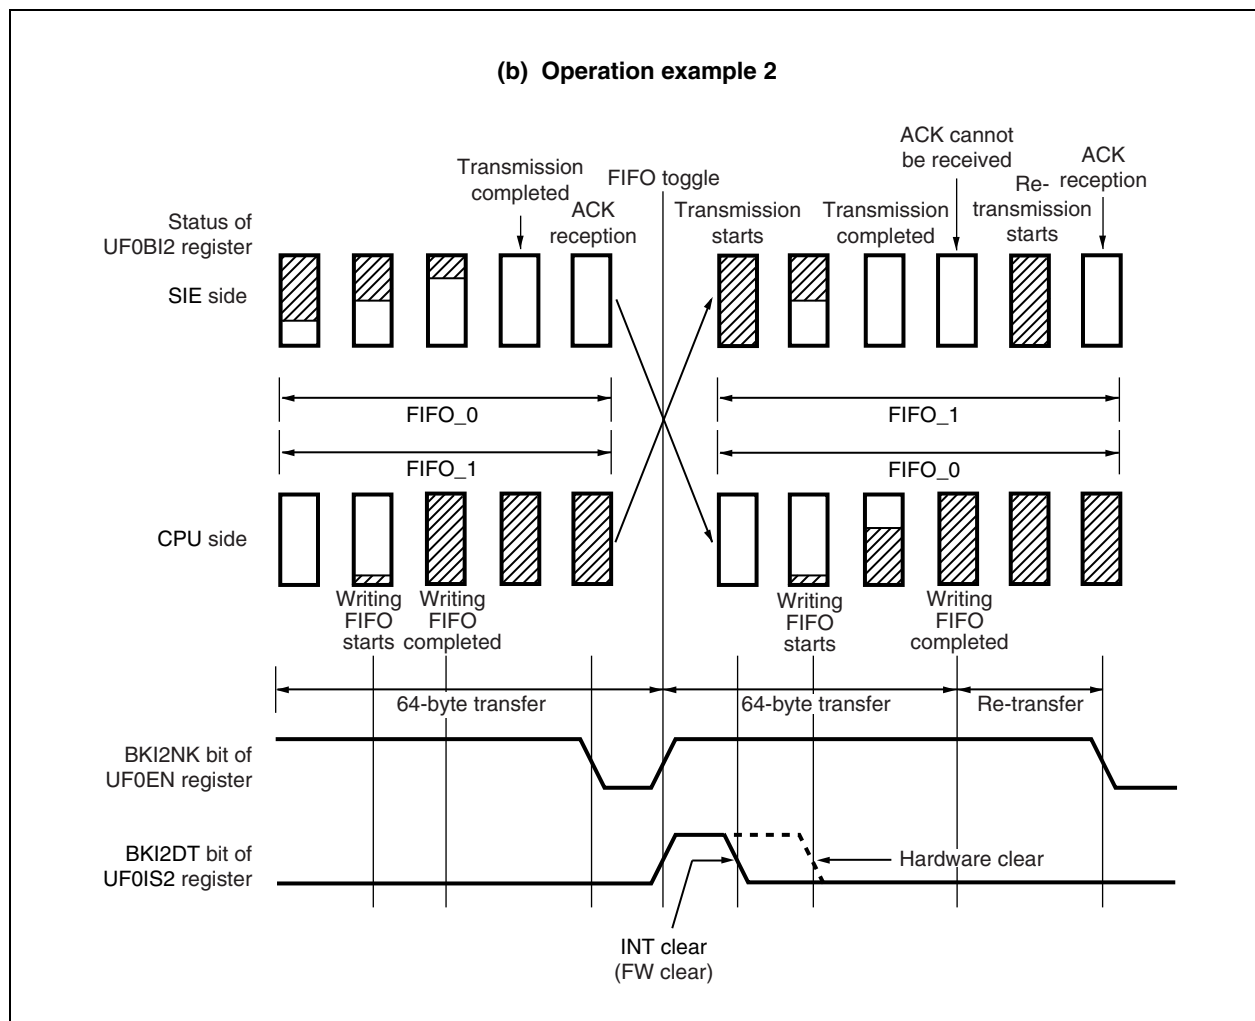 (b) Operation example 2
ACK cannot
be received
ACK
reception
Transmission
completed
FIFO toggle
Re-
transmission
starts
Status of
UF0BI2 register
ACK
reception
Transmission
starts
Transmission
completed
SIE side
FIFO_0
FIFO_1
FIFO_1
FIFO_0
CPU side
Writing
FIFO
starts
Writing
FIFO
completed
Writing
FIFO
starts
Writing
FIFO
completed
64-byte transfer
64-byte transfer
Re-transfer
BKI2NK bit of
UF0EN register
BKI2DT bit of
UF0IS2 register
Hardware clear
INT clear
(FW clear)